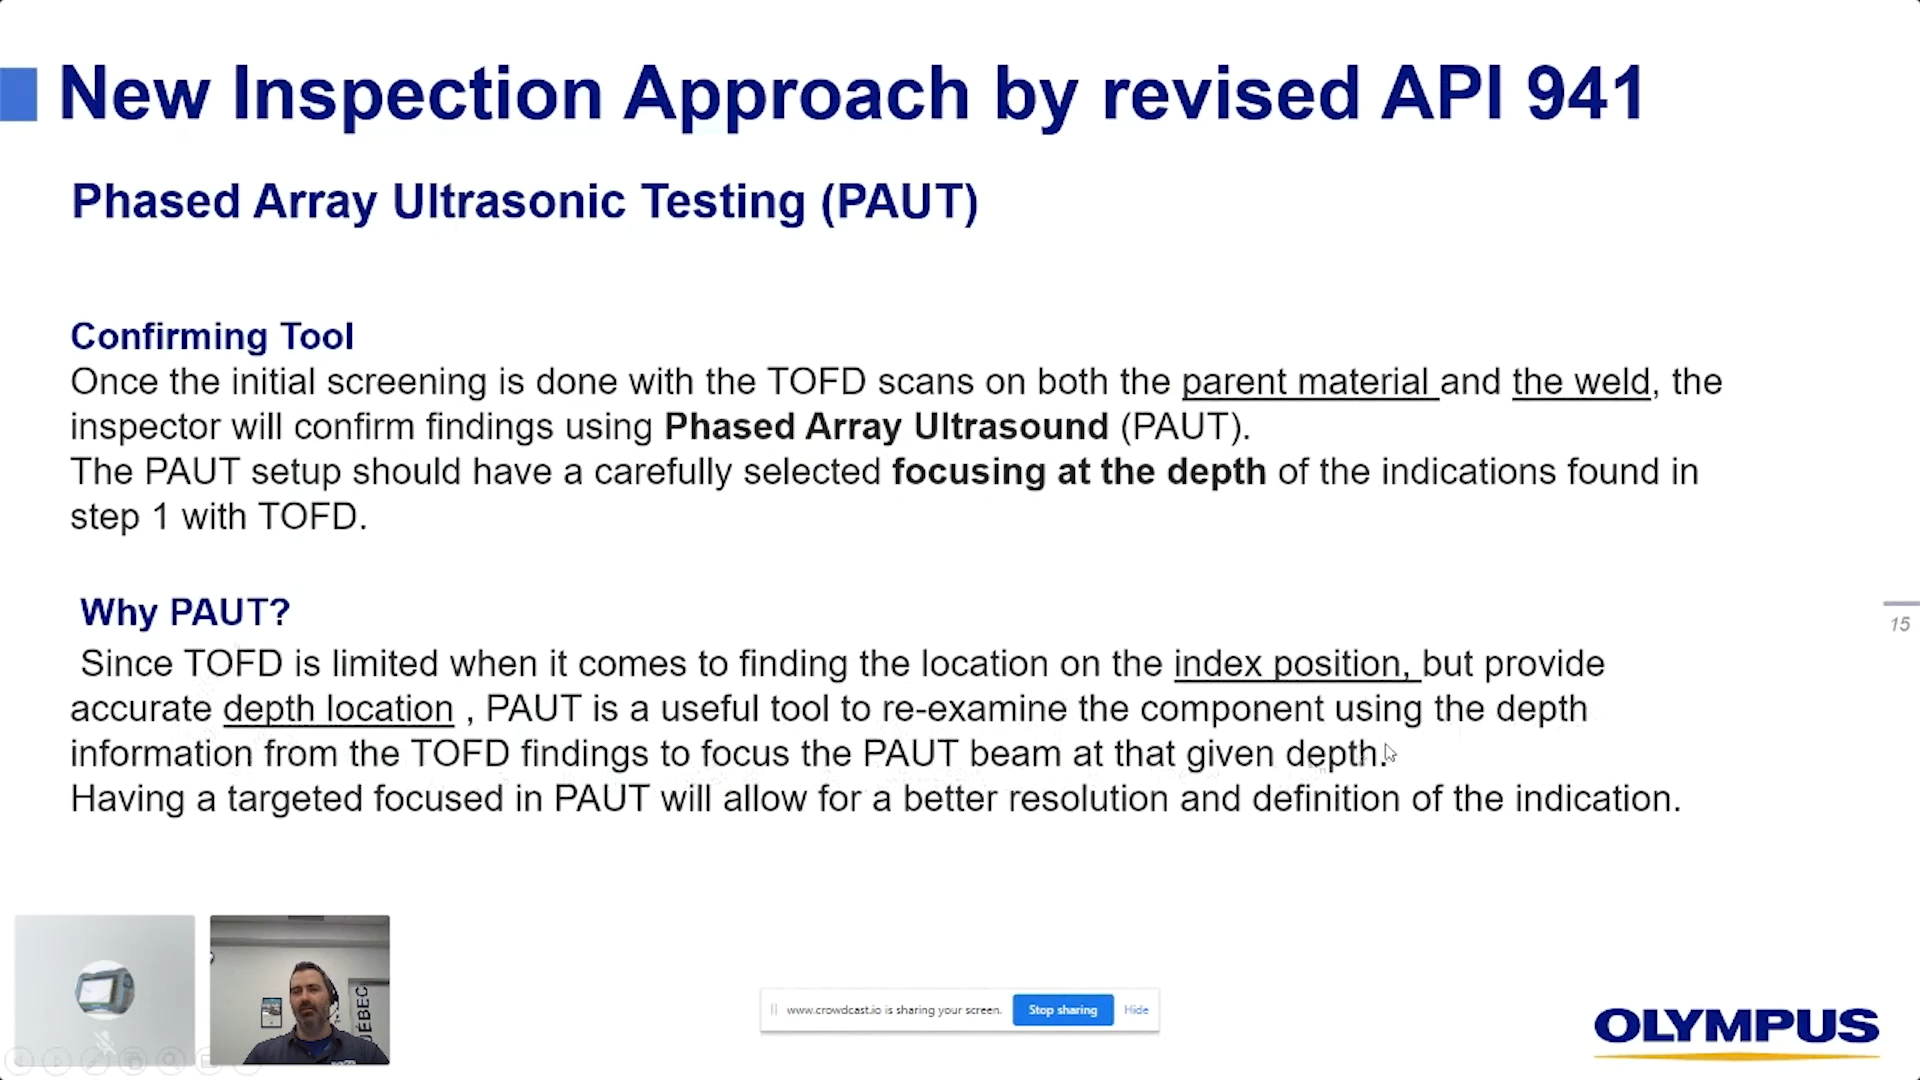 New Inspection Approach by revised API 941
Phased Array Ultrasonic Testing (PAUT)
Confirming Tool
Once the initial screening is done with the TOFD scans on both the parent material and the weld, the
inspector will confirm findings using Phased Array Ultrasound (PAUT).
The PAUT setup should have a carefully selected focusing at the depth of the indications found in
step 1 with TOFD.
Why PAUT?
Since TOFD is limited when it comes to finding the location on the index position, but provide
accurate depth location , PAUT is a useful tool to re-examine the component using the depth
information from the TOFD findings to focus the PAUT beam at that given depth.
Having a targeted focused in PAUT will allow for a better resolution and definition of the indication.
15
ÉBEC
www.crowdcast.io is sharing your screen. Stop sharing Hide
OLYMPUS